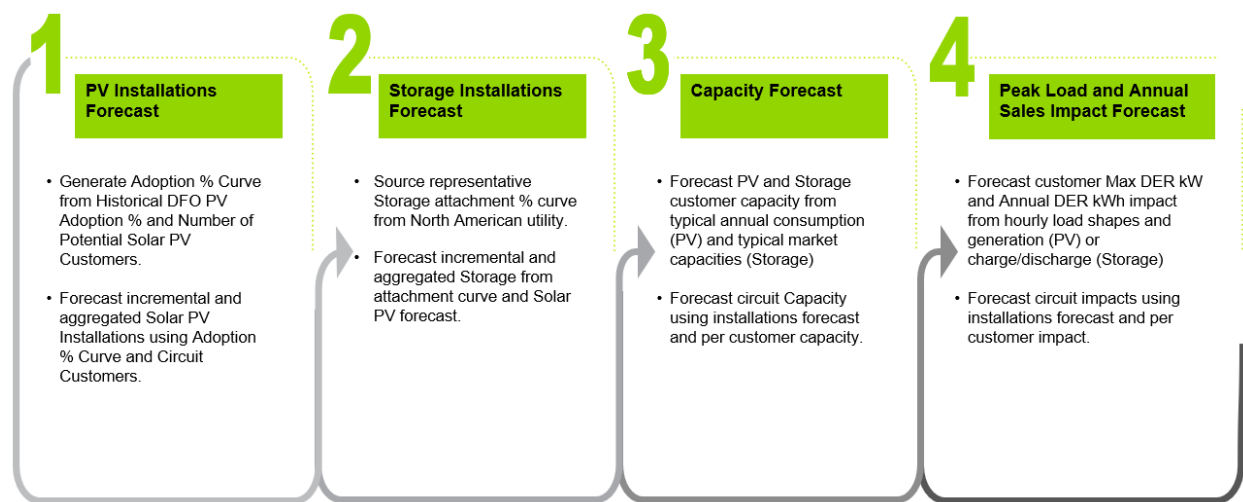 1
PV Installations
Forecast
• Generate Adoption % Curve
from Historical DFO PV
Adoption % and Number of
Potential Solar PV
Customers.
• Forecast incremental and
aggregated Solar PV
Installations using Adoption
% Curve and Circuit
Customers.
2
Storage Installations
Forecast
• Source representative
Storage attachment % curve
from North American utility.
• Forecast incremental and
aggregated Storage from
attachment curve and Solar
PV forecast.
3
Capacity Forecast
• Forecast PV and Storage
customer capacity from
typical annual consumption
(PV) and typical market
capacities (Storage)
• Forecast circuit Capacity
using installations forecast
and per customer capacity.
4
Peak Load and Annual
Sales Impact Forecast
• Forecast customer Max DER kW
and Annual DER kWh impact
from hourly load shapes and
generation (PV) or
charge/discharge (Storage)
• Forecast circuit impacts using
installations forecast and per
customer impact.